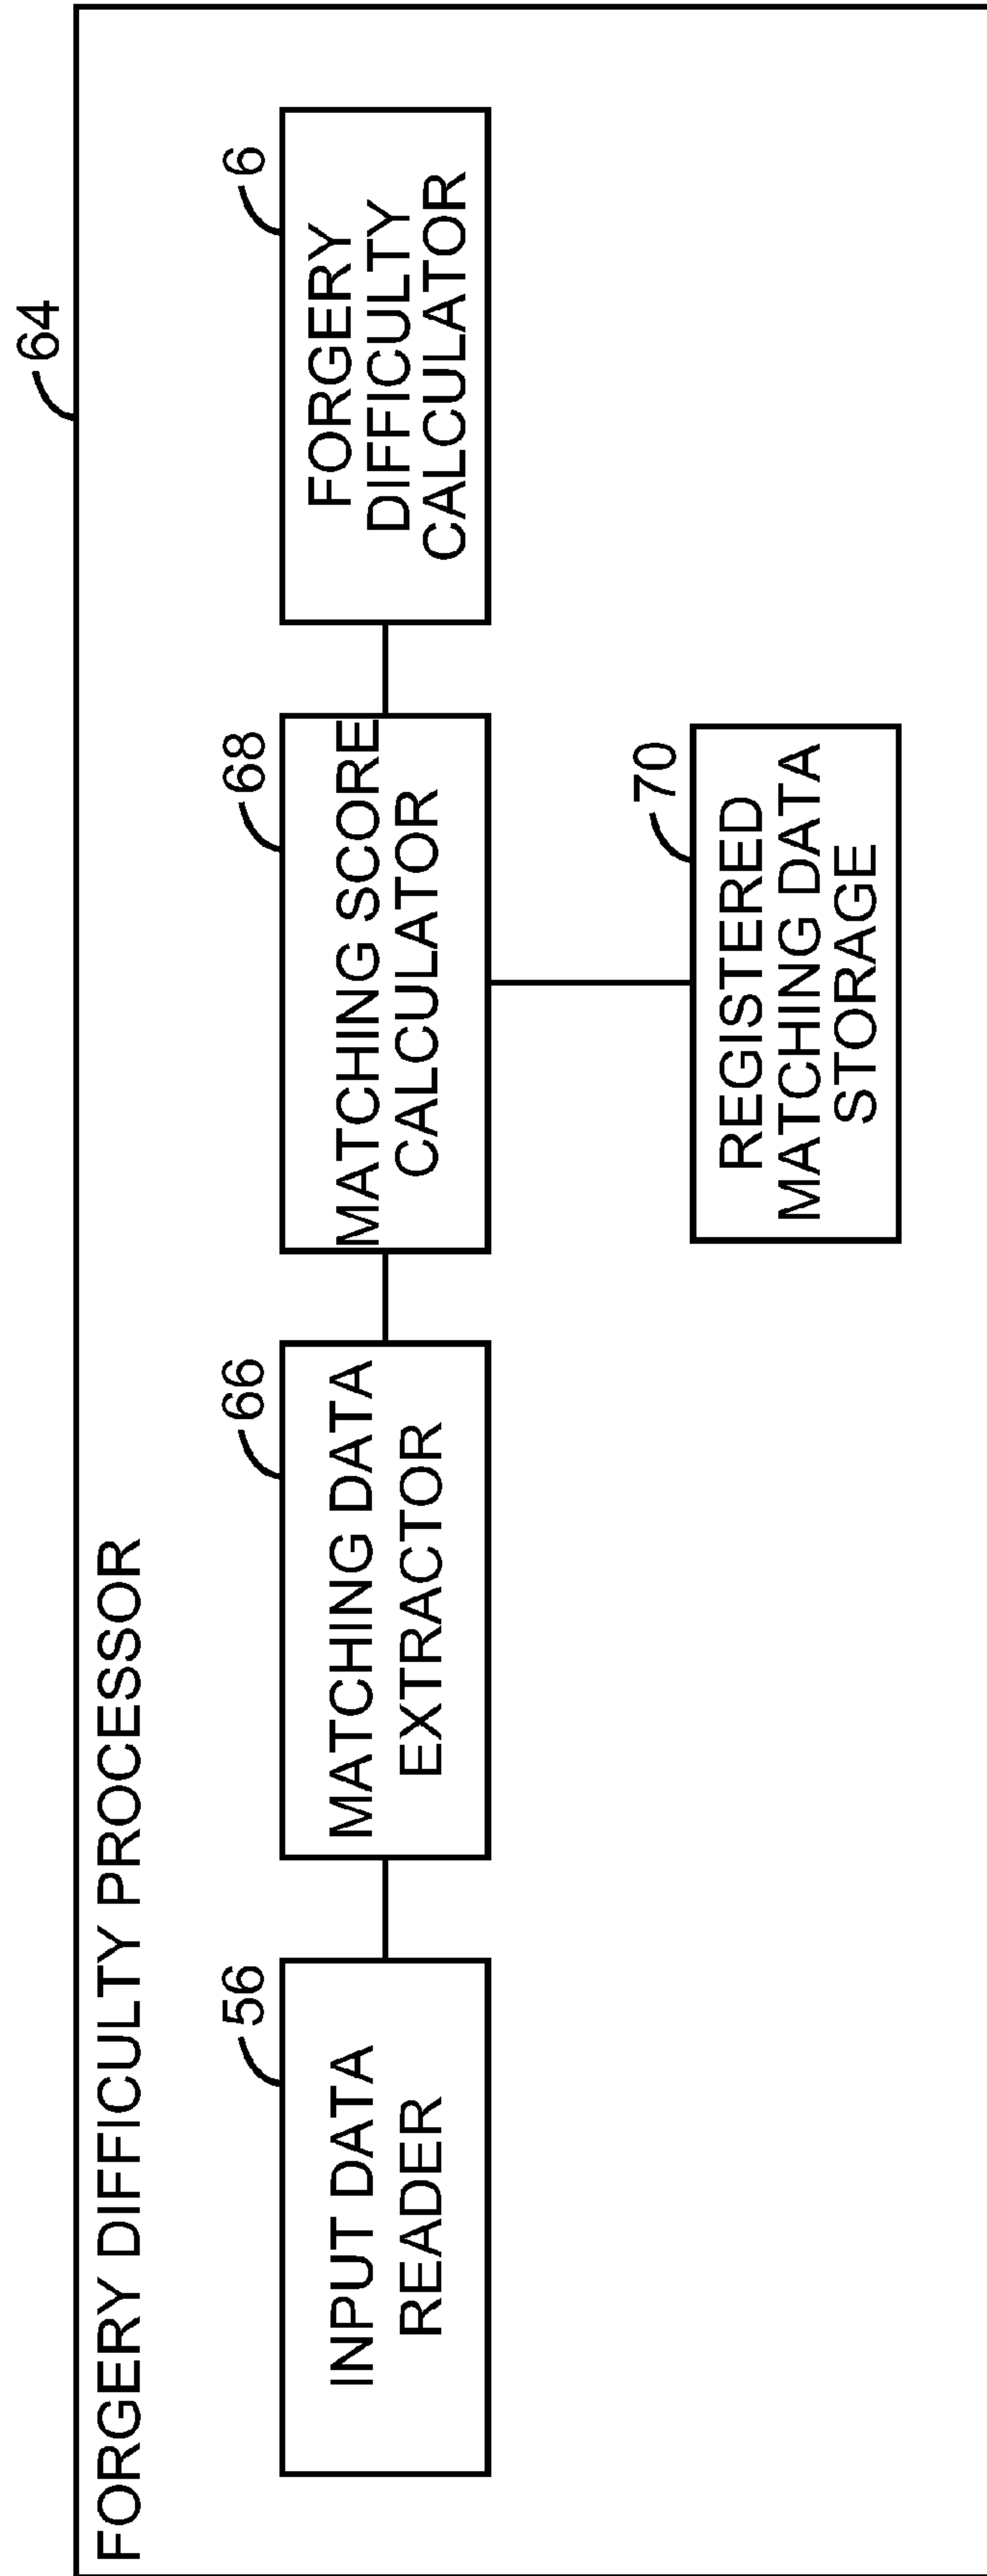 64
FORGERY DIFFICULTY PROCESSOR
56
INPUT DATA
READER
66
MATCHING DATA
EXTRACTOR
68
MATCHING SCORE
CALCULATOR
6
FORGERY
DIFFICULTY
CALCULATOR
70
REGISTERED
MATCHING DATA
STORAGE